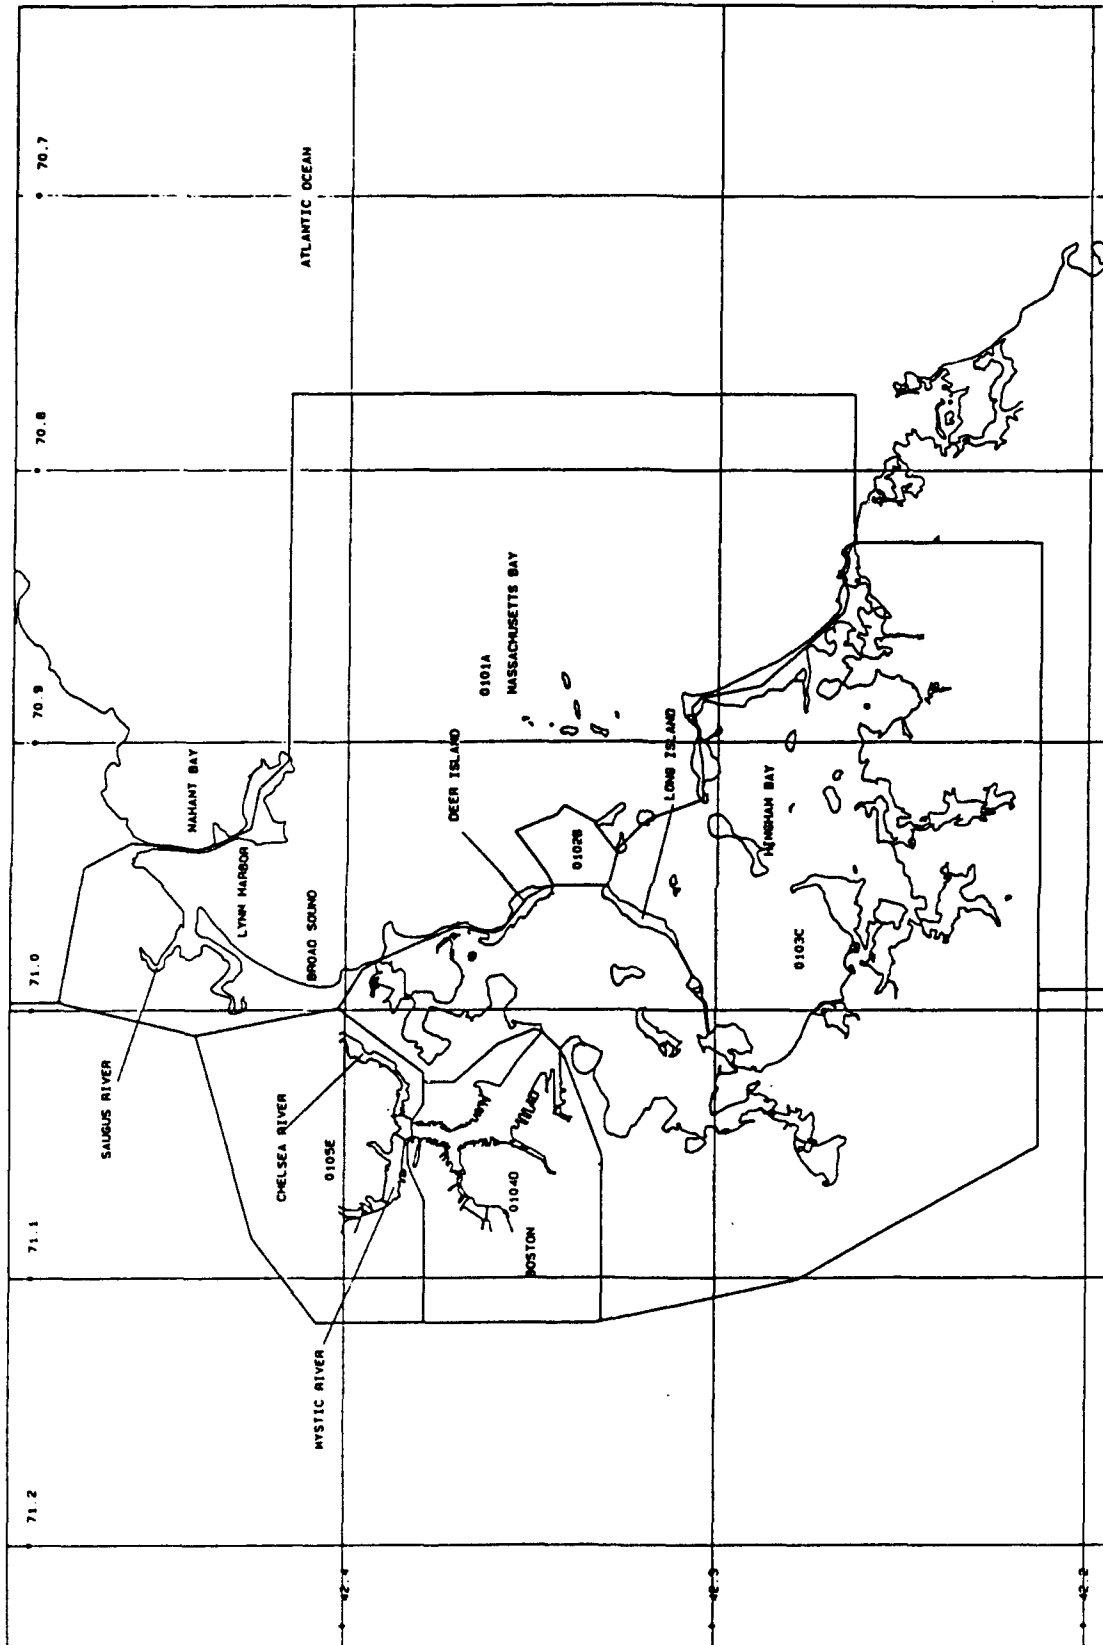 71.2
71.1
71.0
70.9
70.8
70.7
SAUGUS RIVER
NAHANT BAY
LYNN HARBOR
BROAD SOUND
ATLANTIC OCEAN
CHELSEA RIVER
MYSTIC RIVER
0105E
42.4
DEER ISLAND
0101A
MASSACHUSETTS BAY
0104D
BOSTON
0102B
LONG ISLAND
42.3
HINGHAM BAY
0103C
42.2